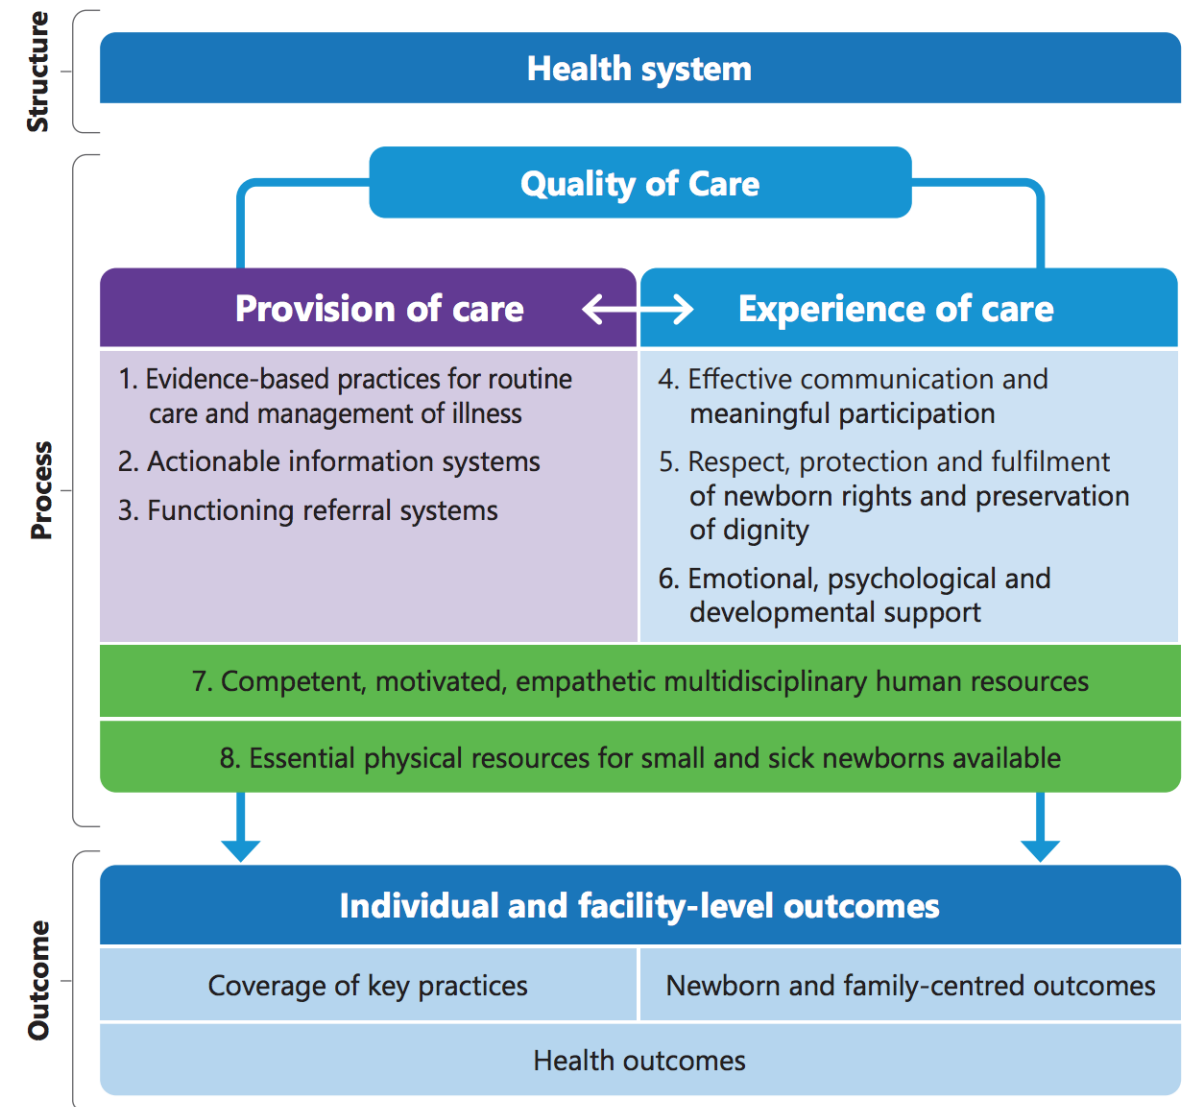 Structure
Health system
Process
Quality of Care
Provision of care
Experience of care
1. Evidence-based practices for routine
care and management of illness
2. Actionable information systems
3. Functioning referral systems
4. Effective communication and
meaningful participation
5. Respect, protection and fulfilment
of newborn rights and preservation
of dignity
6. Emotional, psychological and
developmental support
7. Competent, motivated, empathetic multidisciplinary human resources
8. Essential physical resources for small and sick newborns available
Outcome
Individual and facility-level outcomes
Coverage of key practices
Newborn and family-centred outcomes
Health outcomes